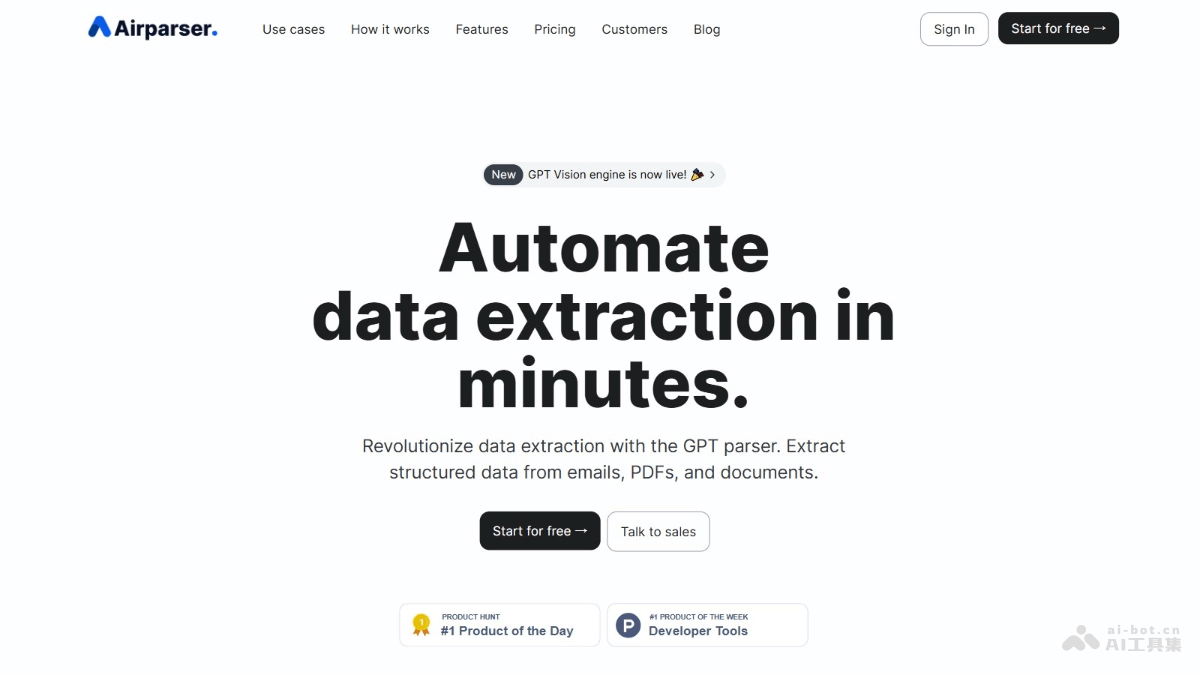 Airparser.
Use cases How it works Features Pricing Customers Blog
Sign In Start for free →
New GPT Vision engine is now live! 🎉 >
Automate
data extraction in
minutes.
Revolutionize data extraction with the GPT parser. Extract
structured data from emails, PDFs, and documents.
Start for free → Talk to sales
1 PRODUCT HUNT
#1 Product of the Day
P #1 PRODUCT OF THE WEEK
Developer Tools
ai-bot.cn
AI工具集